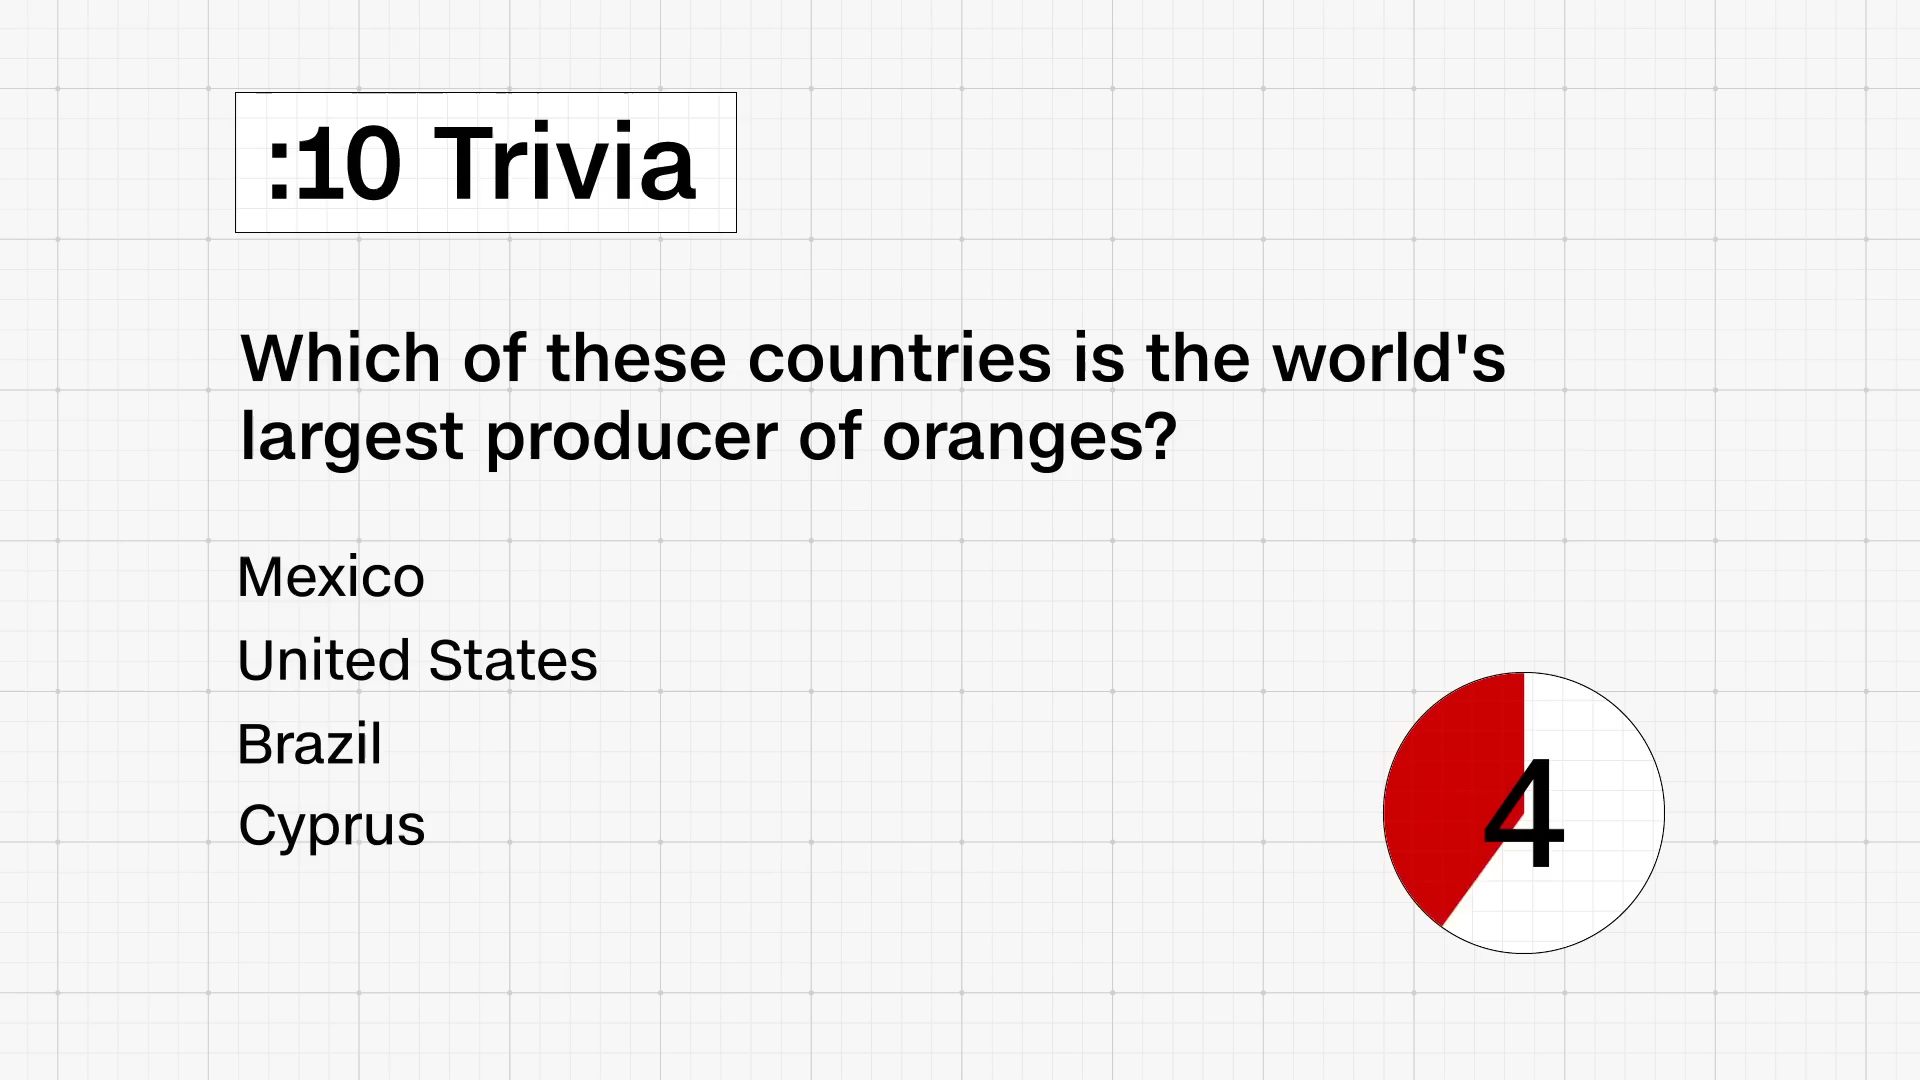 :10 Trivia
Which of these countries is the world's
largest producer of oranges?
Mexico
United States
Brazil
Cyprus
4